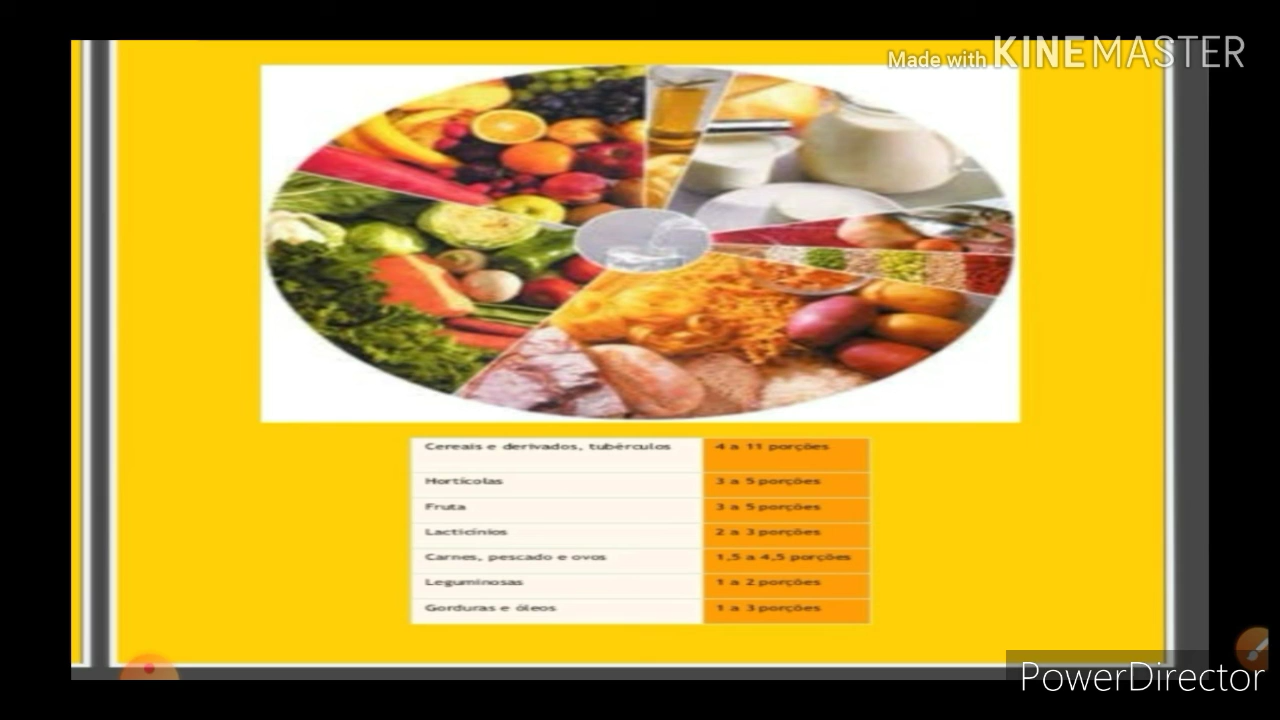 Made with KINEMASTER
Cereais e derivados, tubérculos 4 a 11 porções
Hortícolas 3 a 5 porções
Fruta 3 a 5 porções
Lacticínios 2 a 3 porções
Carnes, pescado e ovos 1,5 a 4,5 porções
Leguminosas 1 a 2 porções
Gorduras e óleos 1 a 3 porções
PowerDirector